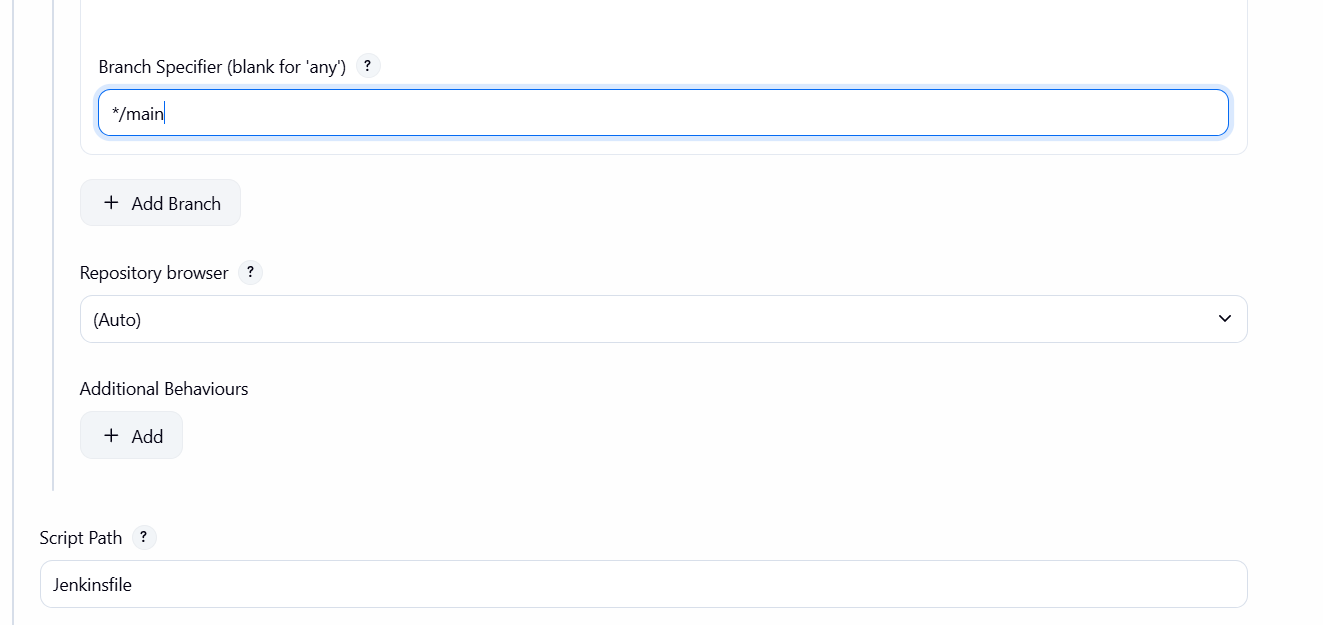 Branch Specifier (blank for 'any') ?
*/main
+ Add Branch
Repository browser ?
(Auto)
Additional Behaviours
+ Add
Script Path ?
Jenkinsfile